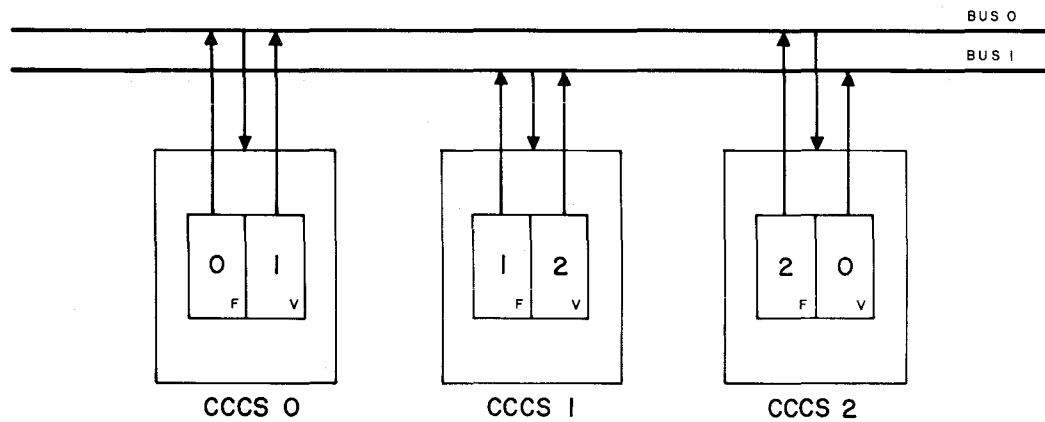 BUS 0
BUS 1
0 F 1 V
1 F 2 V
2 F 0 V
CCCS 0
CCCS 1
CCCS 2